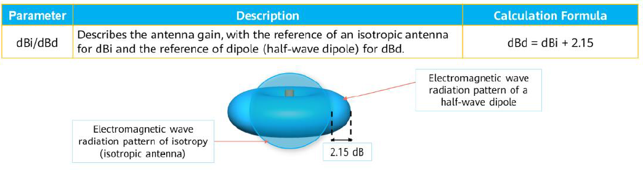 Parameter Description Calculation Formula
dBi/dBd Describes the antenna gain, with the reference of an isotropic antenna
for dBi and the reference of dipole (half-wave dipole) for dBd. dBd = dBi + 2.15
Electromagnetic wave
radiation pattern of a
half-wave dipole
Electromagnetic wave
radiation pattern of isotropy
(isotropic antenna)
2.15 dB